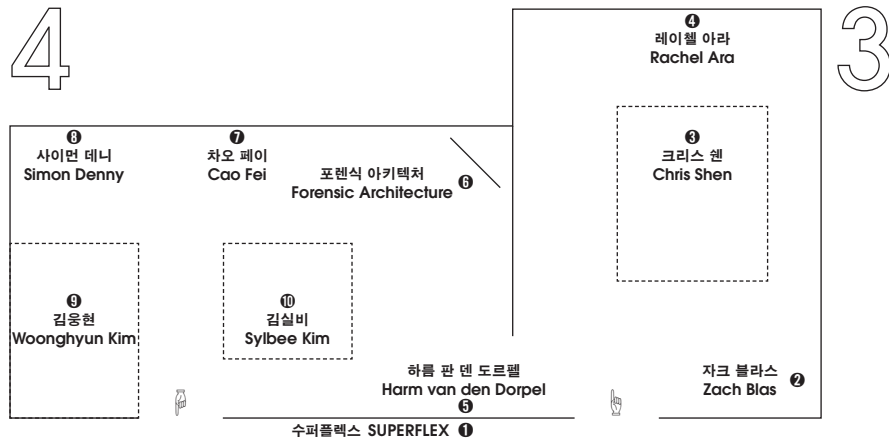 4
3
❹
레이첼 아라
Rachel Ara
❽
사이먼 데니
Simon Denny
❼
차오 페이
Cao Fei
포렌식 아키텍처
Forensic Architecture ❻
❸
크리스 쉔
Chris Shen
❾
김웅현
Woonghyun Kim
❿
김실비
Sylbee Kim
하름 판 덴 도르펠
Harm van den Dorpel
❺
자크 블라스
Zach Blas ❷
수퍼플렉스 SUPERFLEX ❶